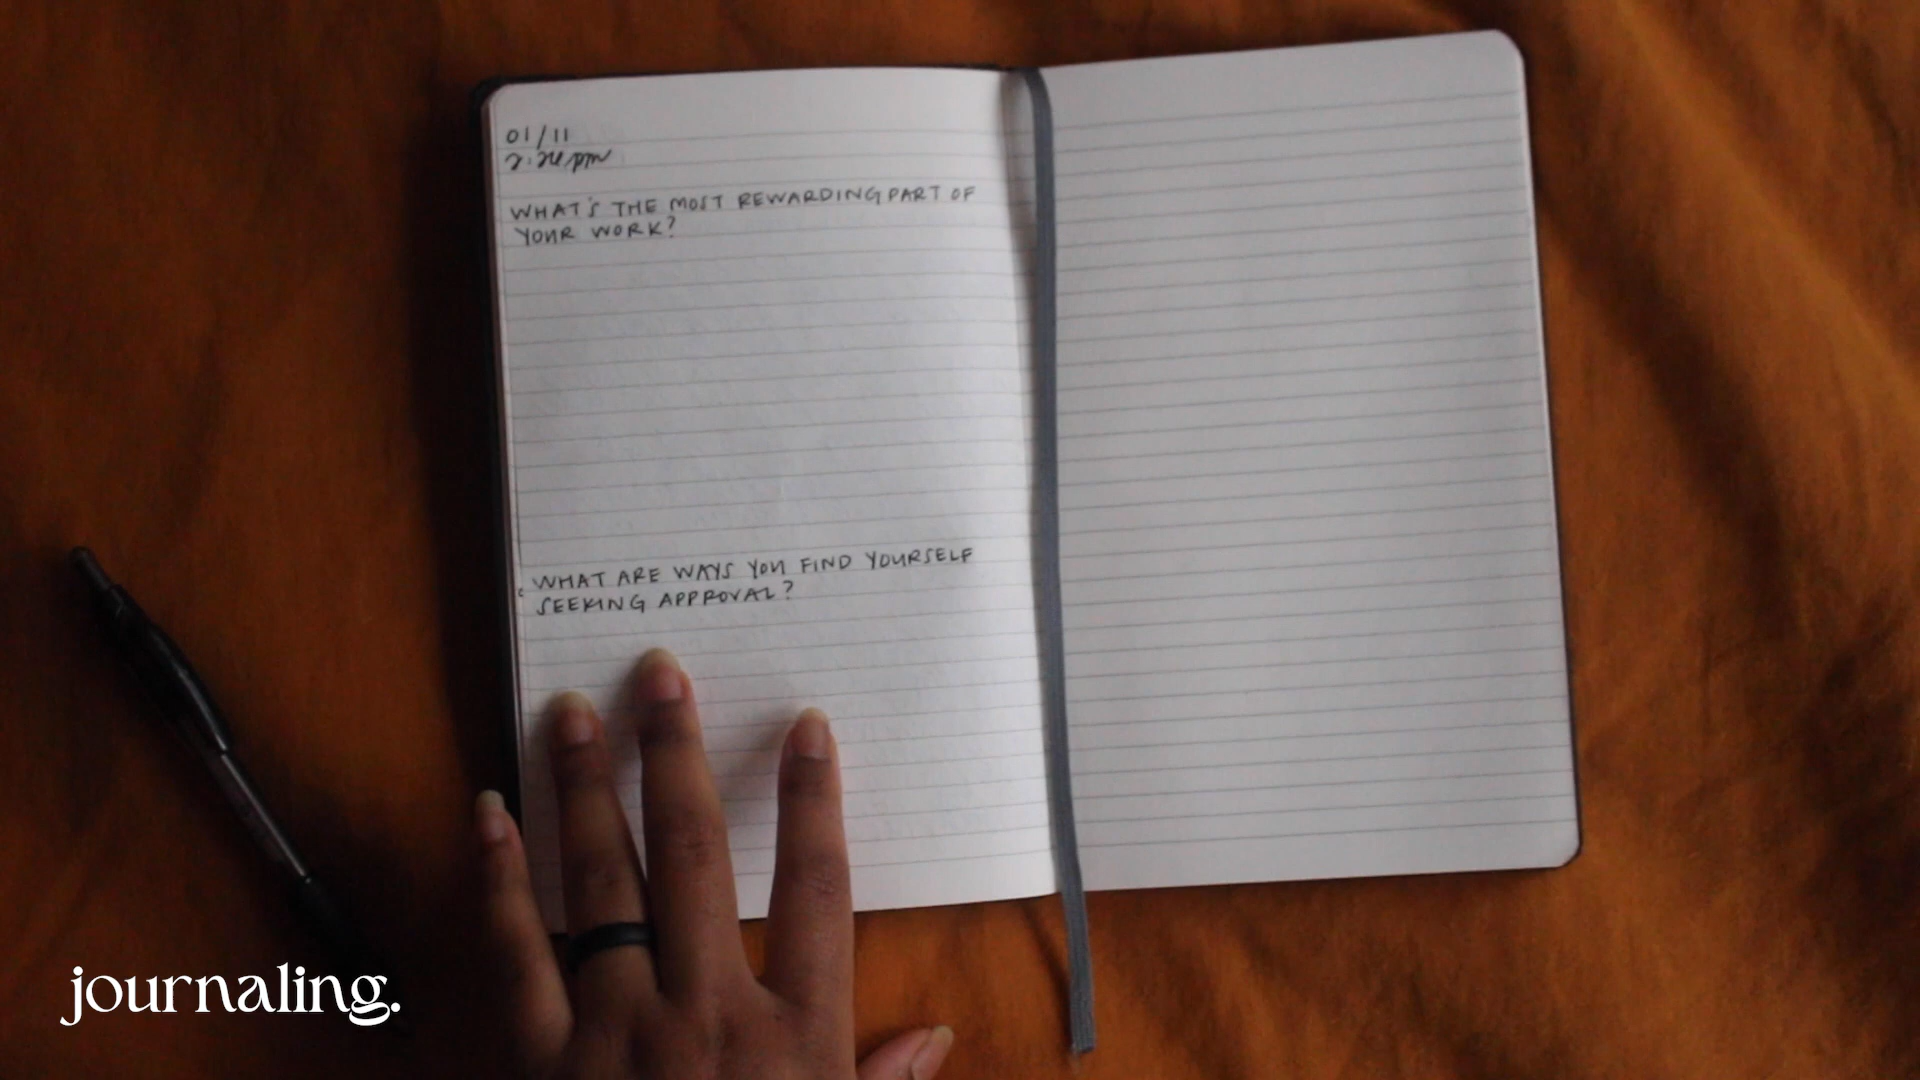 01/11
WHAT'S THE MOST REWARDING PART OF
YOUR WORK?
WHAT ARE WAYS YOU FIND YOURSELF
SEEKING APPROVAL?
journaling.